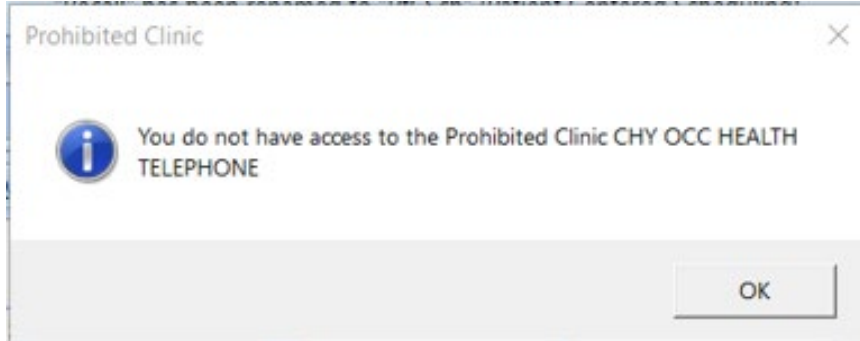 Prohibited Clinic
You do not have access to the Prohibited Clinic CHY OCC HEALTH
TELEPHONE
OK